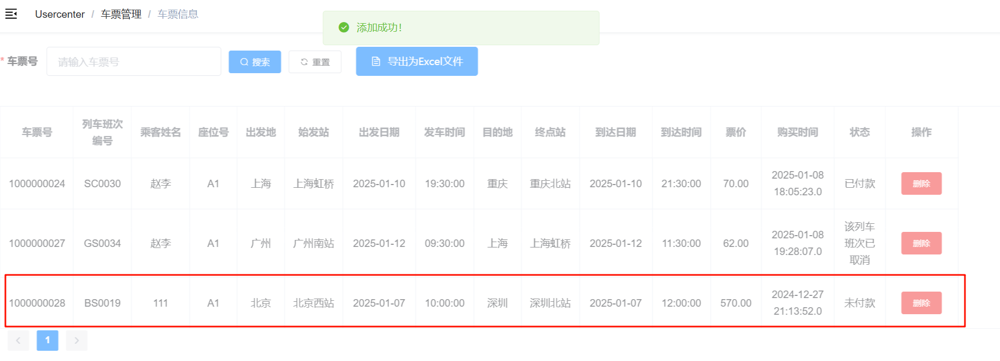 Usercenter / 车票管理 / 车票信息
添加成功！
* 车票号 请输入车票号 搜索 重置 导出为Excel文件
车票号 列车班次编号 乘客姓名 座位号 出发地 始发站 出发日期 发车时间 目的地 终点站 到达日期 到达时间 票价 购买时间 状态 操作
1000000024 SC0030 赵李 A1 上海 上海虹桥 2025-01-10 19:30:00 重庆 重庆北站 2025-01-10 21:30:00 70.00 2025-01-08 18:05:23.0 已付款 删除
1000000027 GS0034 赵李 A1 广州 广州南站 2025-01-12 09:30:00 上海 上海虹桥 2025-01-12 11:30:00 62.00 2025-01-08 19:28:07.0 该列车班次已取消 删除
1000000028 BS0019 111 A1 北京 北京西站 2025-01-07 10:00:00 深圳 深圳北站 2025-01-07 12:00:00 570.00 2024-12-27 21:13:52.0 未付款 删除
1